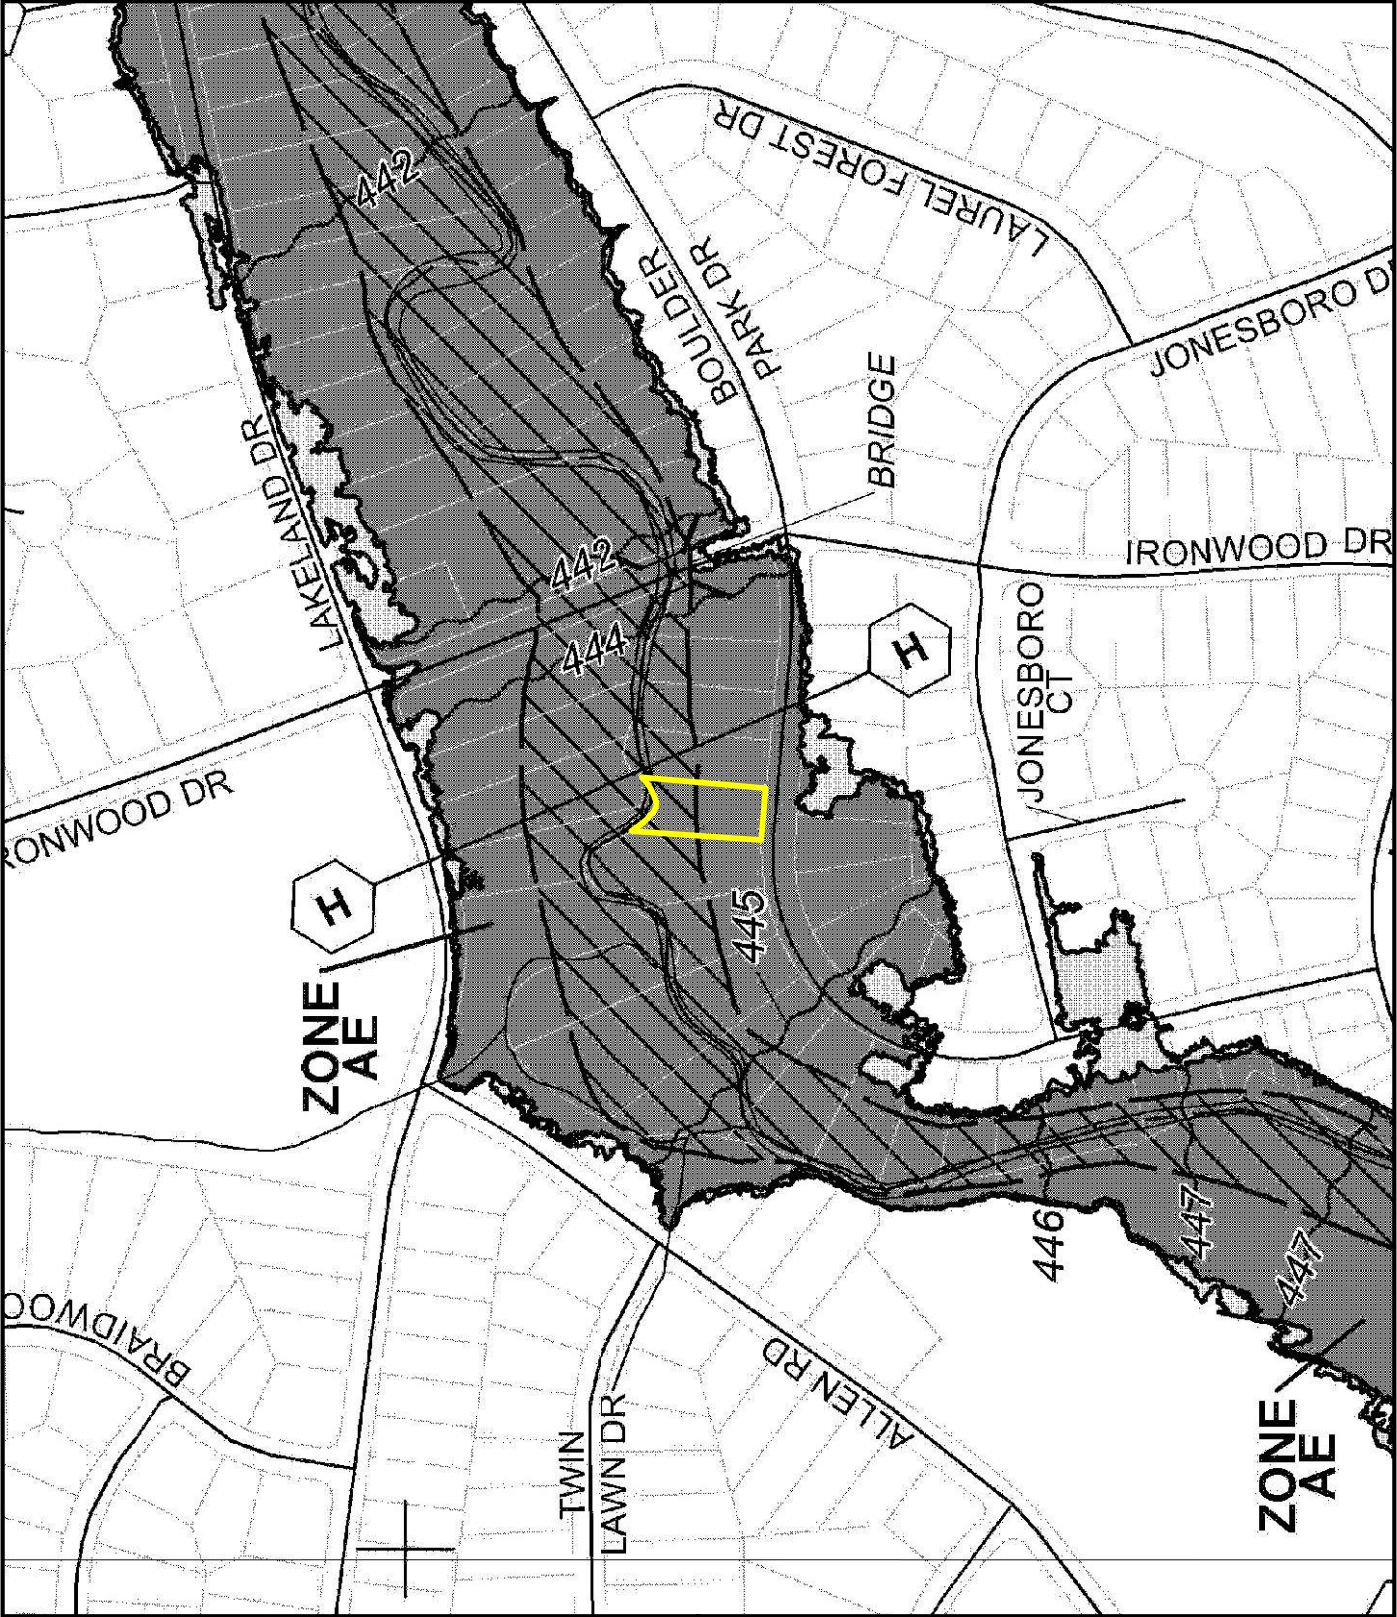 442
LAUREL FOREST DR
BOULDER
PARK DR
JONESBORO D
BRIDGE
LAKELAND DR
442
IRONWOOD DR
444
H
JONESBORO
CT
RONWOOD DR
H
445
ZONE
AE
446
447
447
BRAIDWOO
ALLEN RD
TWIN
LAWN DR
ZONE
AE